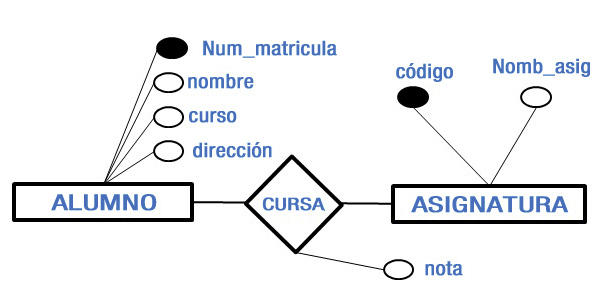 Num_matricula
nombre
curso
dirección
código
Nomb_asig
ALUMNO
CURSA
ASIGNATURA
nota